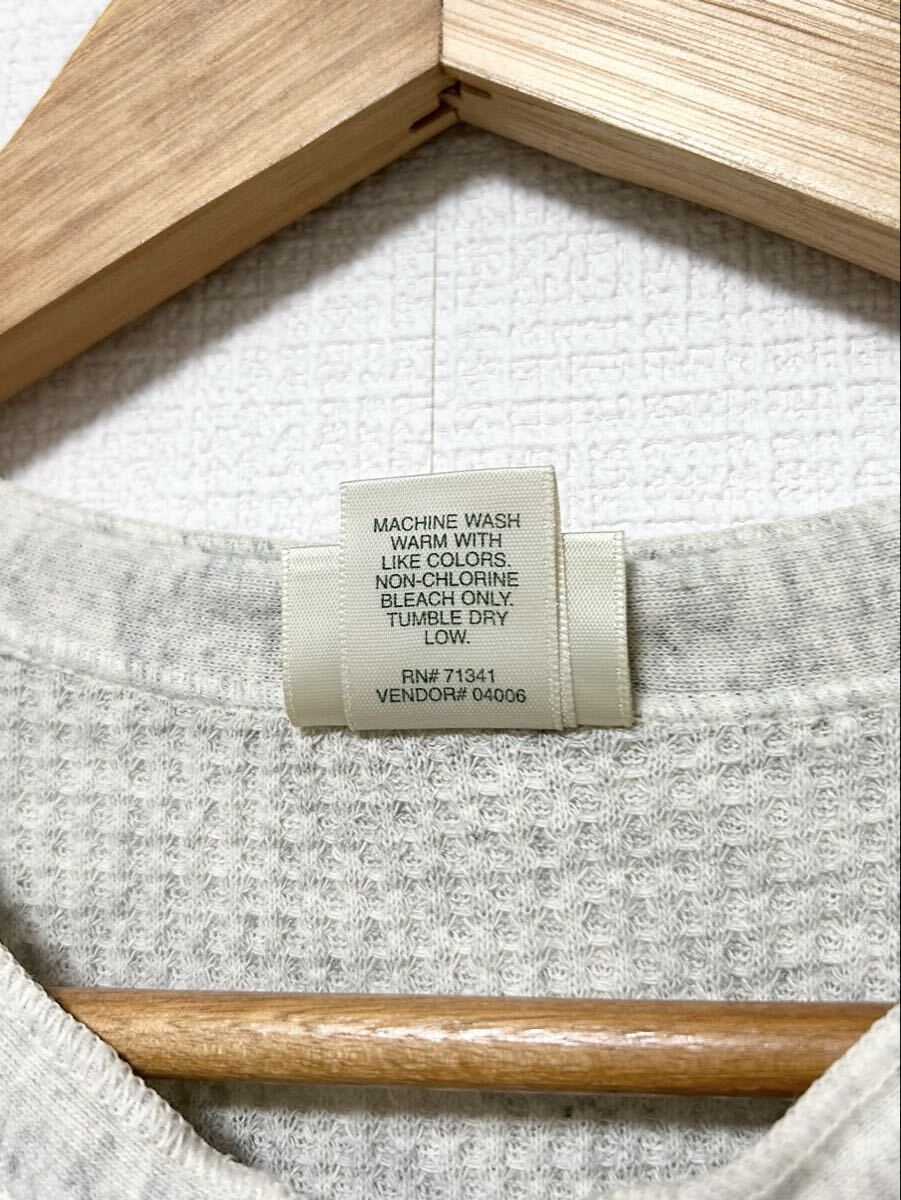 MACHINE WASH
WARM WITH
LIKE COLORS.
NON-CHLORINE
BLEACH ONLY.
TUMBLE DRY
LOW.
RN# 71341
VENDOR# 04006